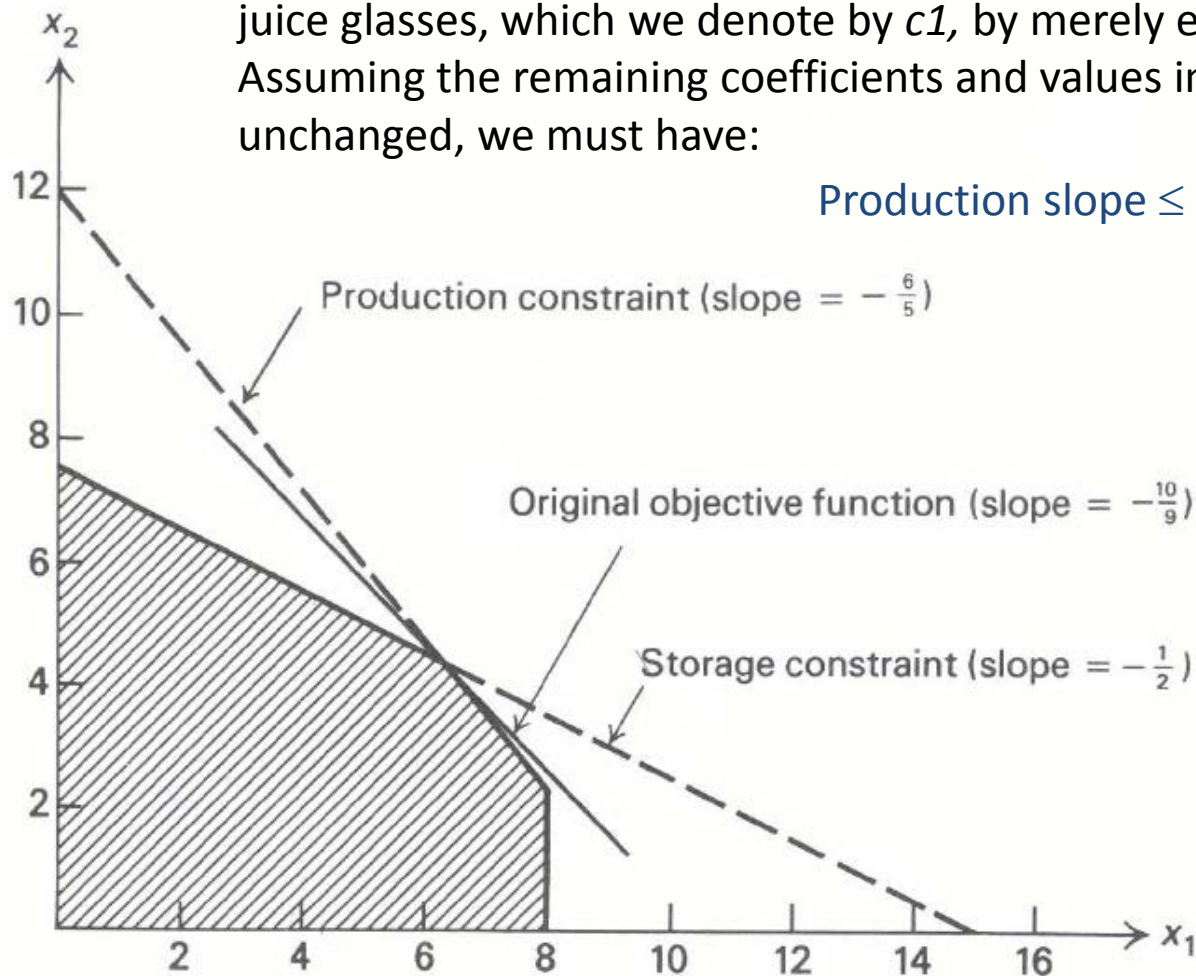 juice glasses, which we denote by c1, by merely e
Assuming the remaining coefficients and values in
unchanged, we must have:
Production slope ≤
x₂
12
10
8
6
4
2
Production constraint (slope = − 6/5)
Original objective function (slope = −10/9)
Storage constraint (slope = − 1/2)
2 4 6 8 10 12 14 16
x₁